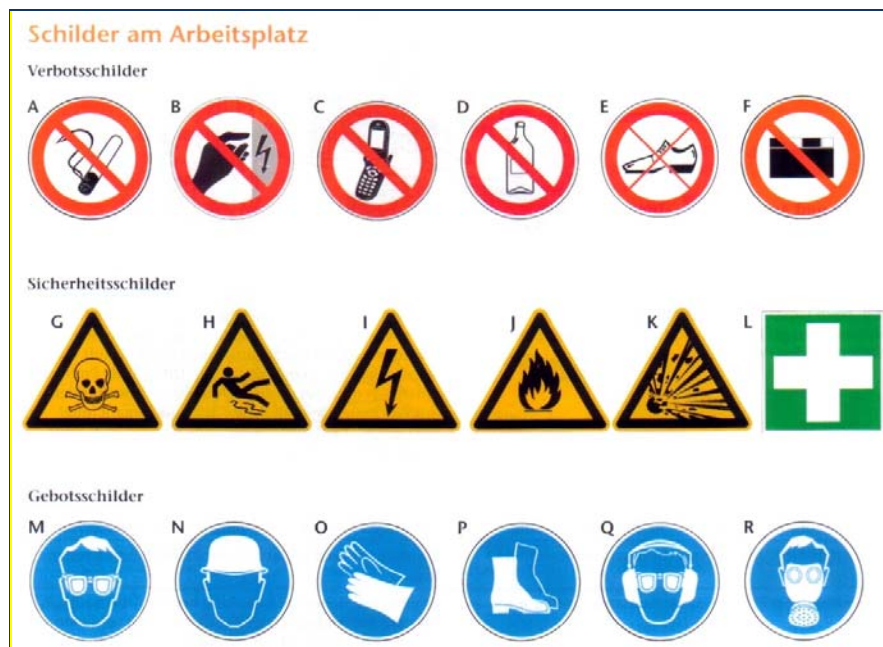 Schilder am Arbeitsplatz
Verbotsschilder
A B C D E F
Sicherheitsschilder
G H I J K L
Gebotsschilder
M N O P Q R